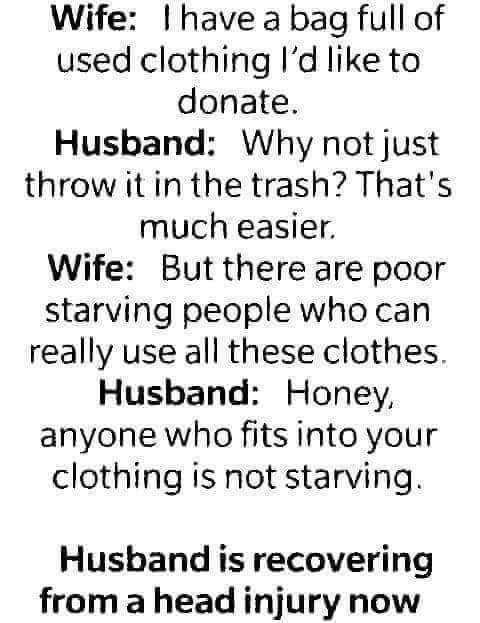 Wife: I have a bag full of
used clothing I'd like to
donate.
Husband: Why not just
throw it in the trash? That's
much easier.
Wife: But there are poor
starving people who can
really use all these clothes.
Husband: Honey,
anyone who fits into your
clothing is not starving.
Husband is recovering
from a head injury now